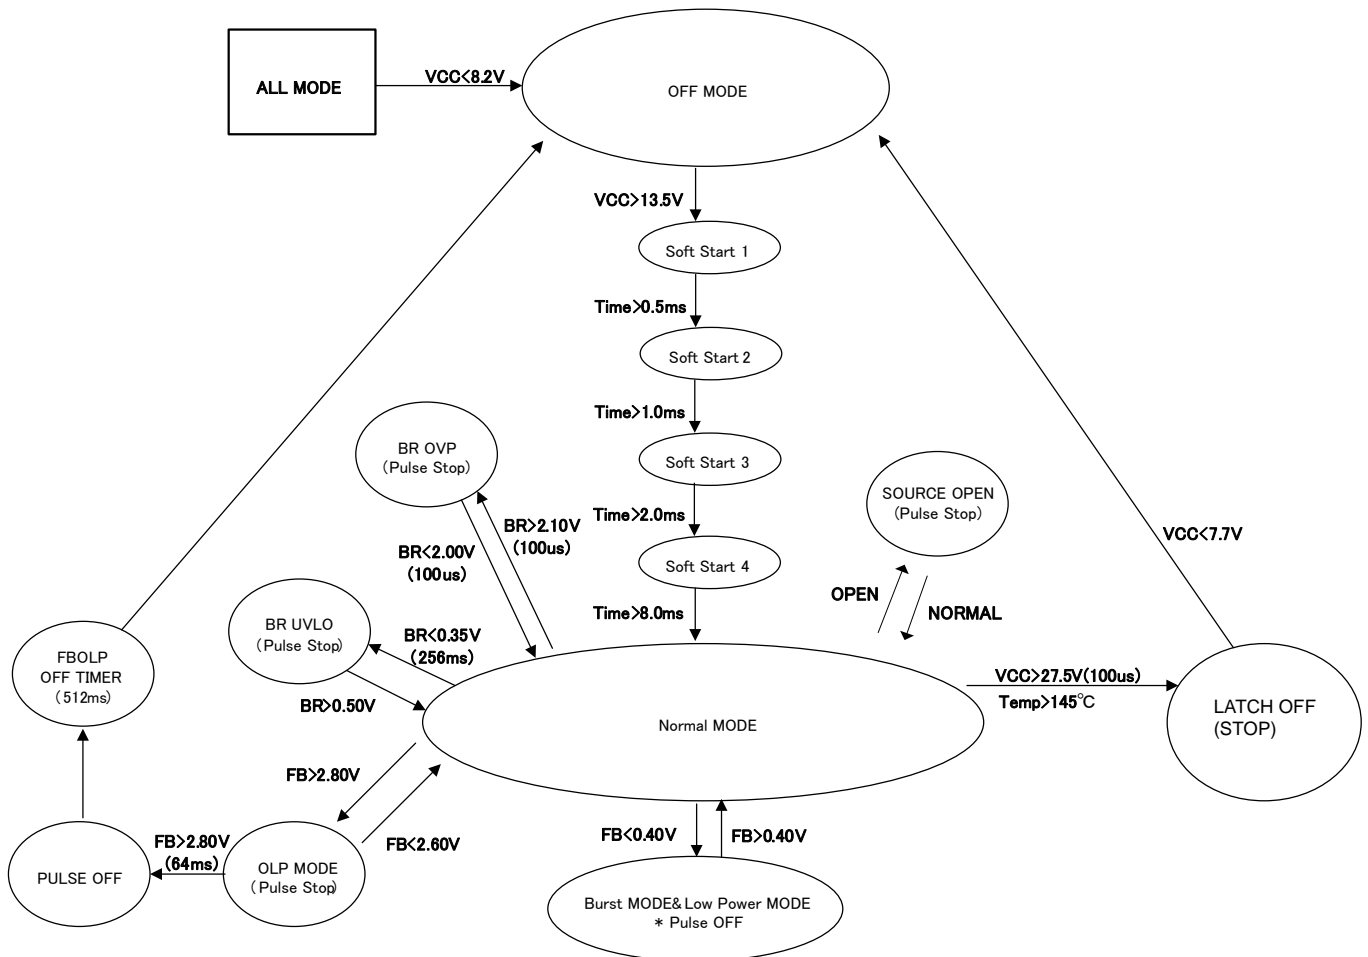 ALL MODE
VCC<8.2V
OFF MODE
VCC>13.5V
Soft Start 1
Time>0.5ms
Soft Start 2
Time>1.0ms
BR OVP
(Pulse Stop)
Soft Start 3
SOURCE OPEN
(Pulse Stop)
BR>2.10V
(100us)
Time>2.0ms
VCC<7.7V
BR<2.00V
(100us)
Soft Start 4
OPEN
NORMAL
Time>8.0ms
BR UVLO
(Pulse Stop)
BR<0.35V
(256ms)
FBOLP
OFF TIMER
(512ms)
BR>0.50V
VCC>27.5V(100us)
Temp>145℃
LATCH OFF
(STOP)
Normal MODE
FB>2.80V
FB<2.60V
FB<0.40V
FB>0.40V
FB>2.80V
(64ms)
PULSE OFF
OLP MODE
(Pulse Stop)
Burst MODE& Low Power MODE
* Pulse OFF